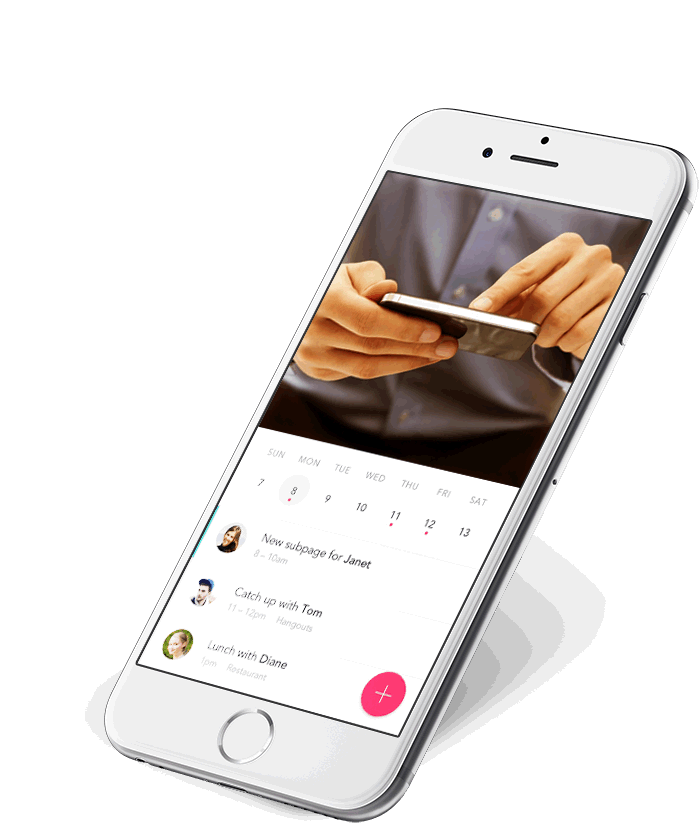 SUN MON TUE WED THU FRI SAT
7 8 9 10 11 12 13
New subpage for Janet
8 – 10am
Catch up with Tom
11 – 12pm Hangouts
Lunch with Diane
1pm Restaurant